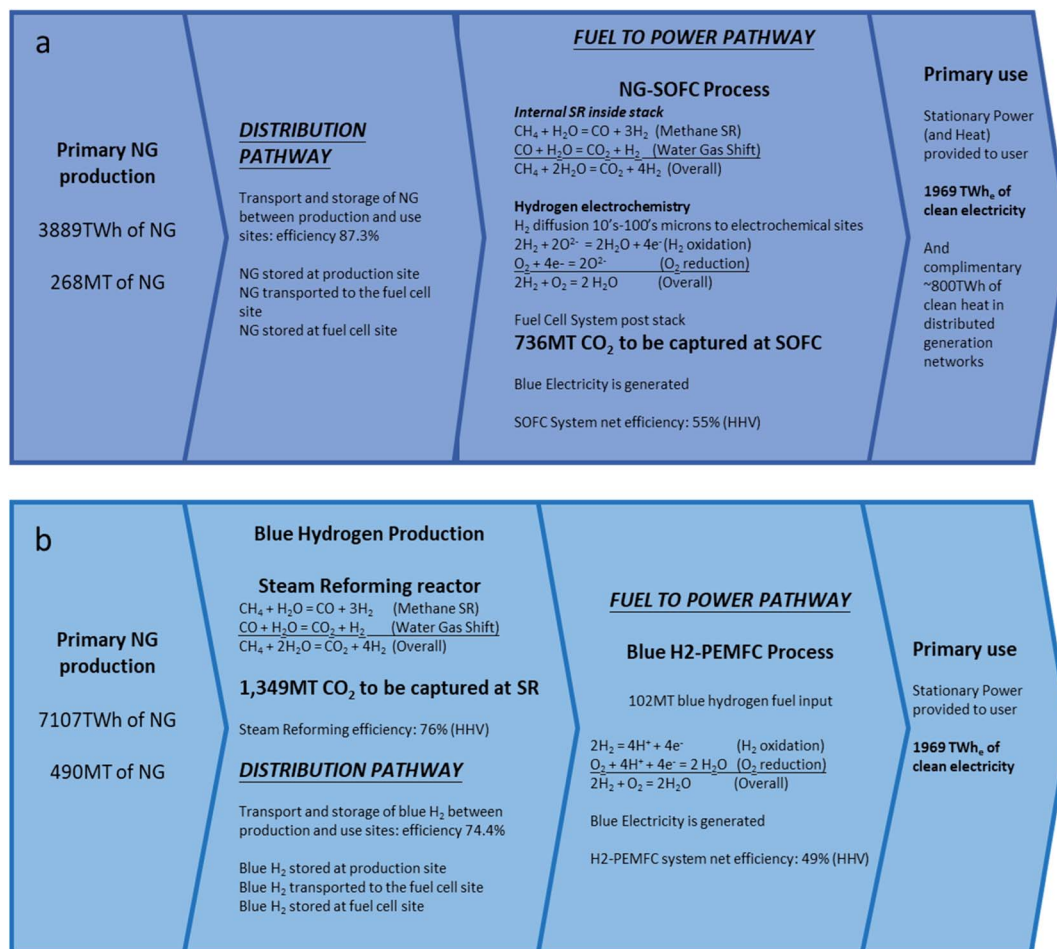 a
Primary NG
production
3889TWh of NG
268MT of NG
DISTRIBUTION
PATHWAY
Transport and storage of NG
between production and use
sites: efficiency 87.3%
NG stored at production site
NG transported to the fuel cell
site
NG stored at fuel cell site
FUEL TO POWER PATHWAY
NG-SOFC Process
Internal SR inside stack
CH₄ + H₂O = CO + 3H₂ (Methane SR)
CO + H₂O = CO₂ + H₂ (Water Gas Shift)
CH₄ + 2H₂O = CO₂ + 4H₂ (Overall)
Hydrogen electrochemistry
H₂ diffusion 10's-100's microns to electrochemical sites
2H₂ + 2O²⁻ = 2H₂O + 4e⁻ (H₂ oxidation)
O₂ + 4e- = 2O²⁻ (O₂ reduction)
2H₂ + O₂ = 2 H₂O (Overall)
Fuel Cell System post stack
736MT CO₂ to be captured at SOFC
Blue Electricity is generated
SOFC System net efficiency: 55% (HHV)
Primary use
Stationary Power
(and Heat)
provided to user
1969 TWhₑ of
clean electricity
And
complimentary
~800TWh of
clean heat in
distributed
generation
networks
b
Primary NG
production
7107TWh of NG
490MT of NG
Blue Hydrogen Production
Steam Reforming reactor
CH₄ + H₂O = CO + 3H₂ (Methane SR)
CO + H₂O = CO₂ + H₂ (Water Gas Shift)
CH₄ + 2H₂O = CO₂ + 4H₂ (Overall)
1,349MT CO₂ to be captured at SR
Steam Reforming efficiency: 76% (HHV)
DISTRIBUTION PATHWAY
Transport and storage of blue H₂ between
production and use sites: efficiency 74.4%
Blue H₂ stored at production site
Blue H₂ transported to the fuel cell site
Blue H₂ stored at fuel cell site
FUEL TO POWER PATHWAY
Blue H2-PEMFC Process
102MT blue hydrogen fuel input
2H₂ = 4H⁺ + 4e⁻ (H₂ oxidation)
O₂ + 4H⁺ + 4e⁻ = 2 H₂O (O₂ reduction)
2H₂ + O₂ = 2H₂O (Overall)
Blue Electricity is generated
H2-PEMFC system net efficiency: 49% (HHV)
Primary use
Stationary Power
provided to user
1969 TWhₑ of
clean electricity